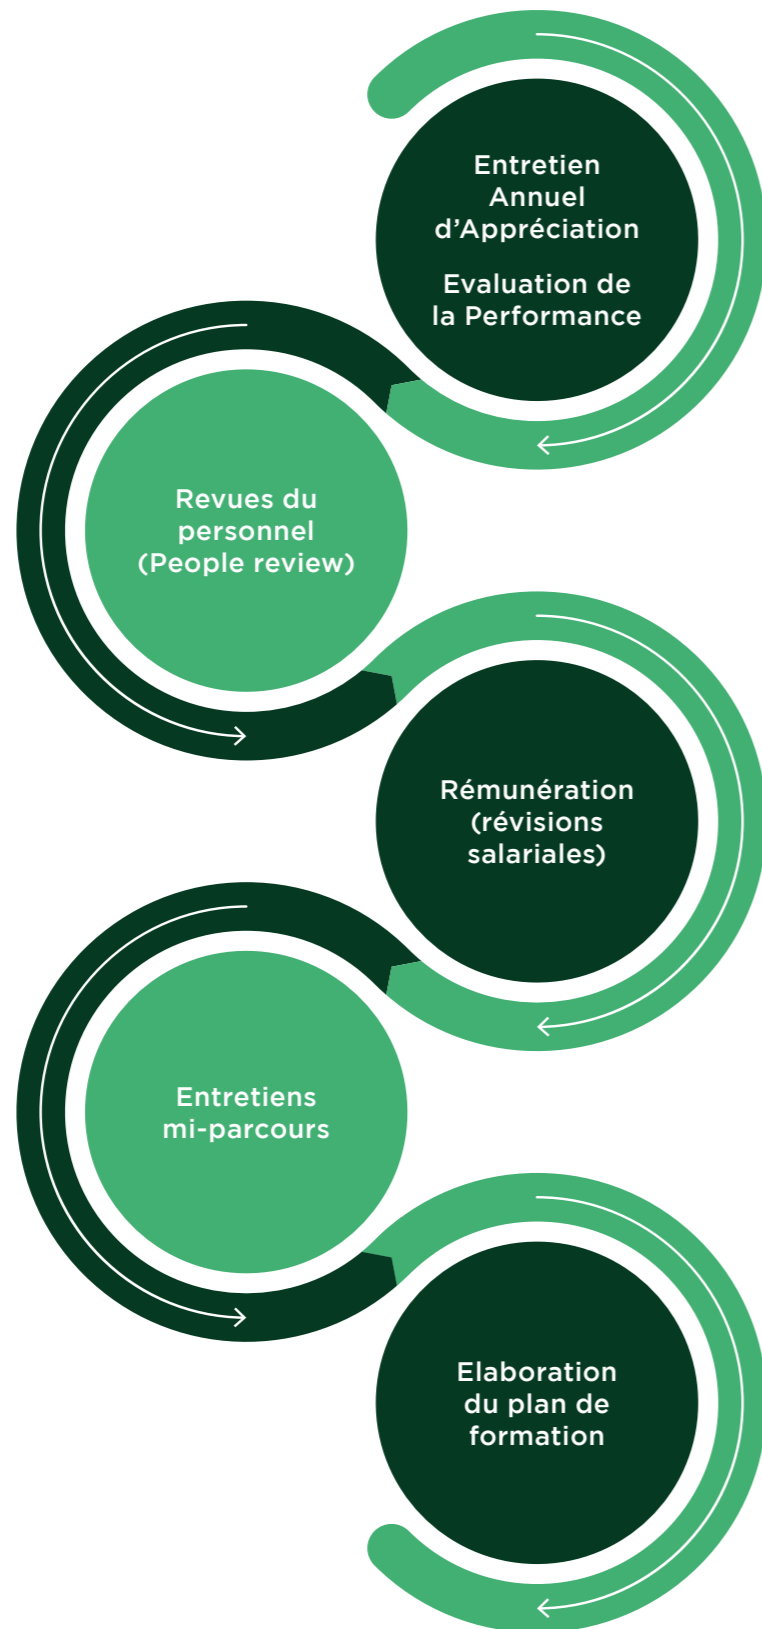 Entretien
Annuel
d’Appréciation
Evaluation de
la Performance
Revues du
personnel
(People review)
Rémunération
(révisions
salariales)
Entretiens
mi-parcours
Elaboration
du plan de
formation